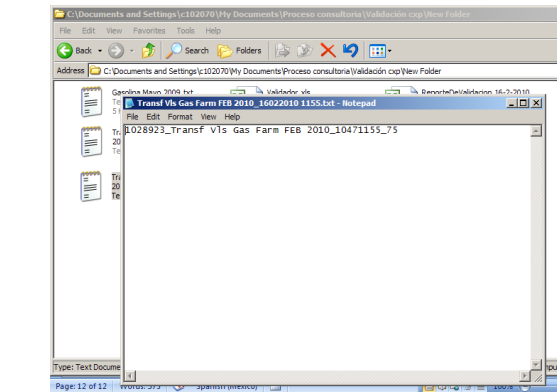 C:\Documents and Settings\c102070\My Documents\Proceso consultoria\Validación cxp\New Folder
File Edit View Favorites Tools Help
Back Search Folders
Address C:\Documents and Settings\c102070\My Documents\Proceso consultoria\Validación cxp\New Folder
Gasolina Mayo 2009.txt Validador.xls ReporteDeValidacion 16-2-2010
Transf Vls Gas Farm FEB 2010_16022010 1155.txt - Notepad
File Edit Format View Help
1028923_Transf Vls Gas Farm FEB 2010_10471155_75
Type: Text Docume
Page: 12 of 12 Words: 573 Spanish (Mexico) 100%